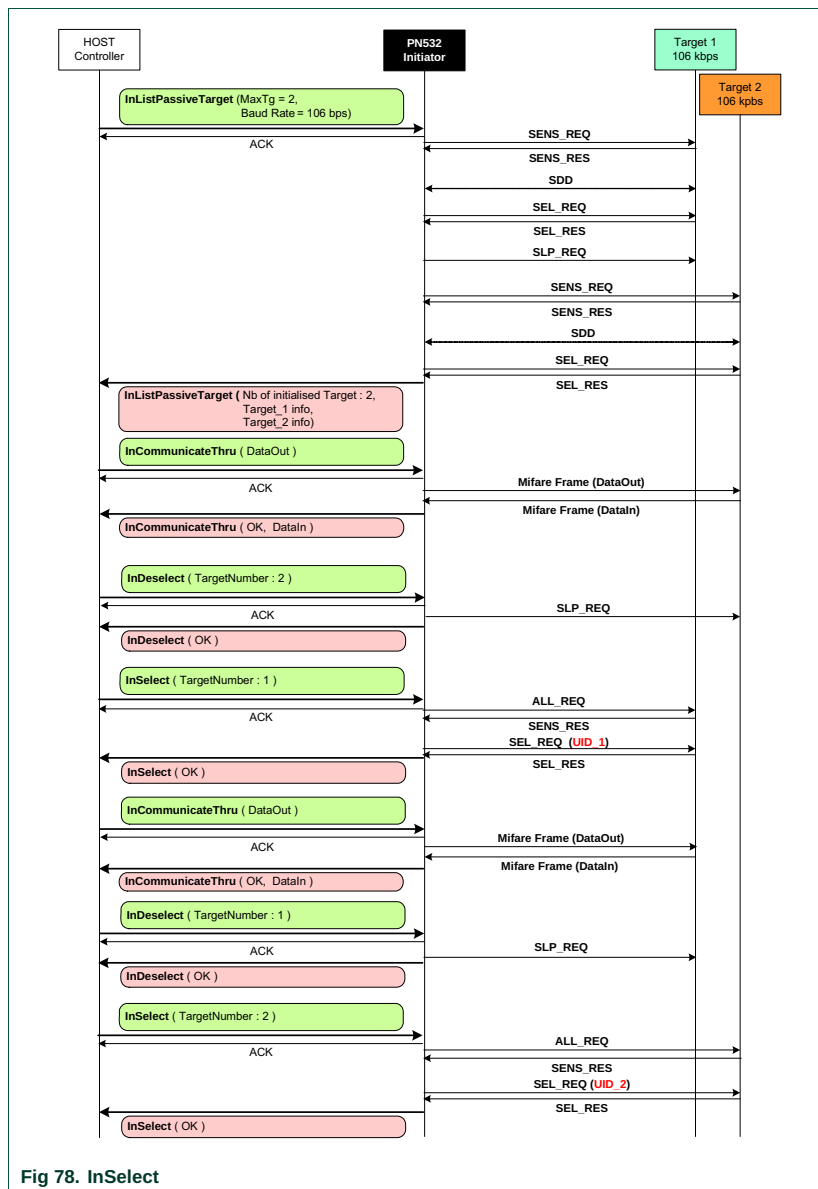 HOST
Controller
PN532
Initiator
Target 1
106 kbps
Target 2
106 kpbs
InListPassiveTarget (MaxTg = 2,
Baud Rate = 106 bps)
ACK
SENS_REQ
SENS_RES
SDD
SEL_REQ
SEL_RES
SLP_REQ
SENS_REQ
SENS_RES
SDD
SEL_REQ
SEL_RES
InListPassiveTarget ( Nb of initialised Target : 2,
Target_1 info,
Target_2 info)
InCommunicateThru ( DataOut )
ACK
Mifare Frame (DataOut)
Mifare Frame (DataIn)
InCommunicateThru ( OK, DataIn )
InDeselect ( TargetNumber : 2 )
ACK
SLP_REQ
InDeselect ( OK )
InSelect ( TargetNumber : 1 )
ACK
ALL_REQ
SENS_RES
SEL_REQ (UID_1)
SEL_RES
InSelect ( OK )
InCommunicateThru ( DataOut )
ACK
Mifare Frame (DataOut)
Mifare Frame (DataIn)
InCommunicateThru ( OK, DataIn )
InDeselect ( TargetNumber : 1 )
ACK
SLP_REQ
InDeselect ( OK )
InSelect ( TargetNumber : 2 )
ACK
ALL_REQ
SENS_RES
SEL_REQ (UID_2)
SEL_RES
InSelect ( OK )
Fig 78. InSelect